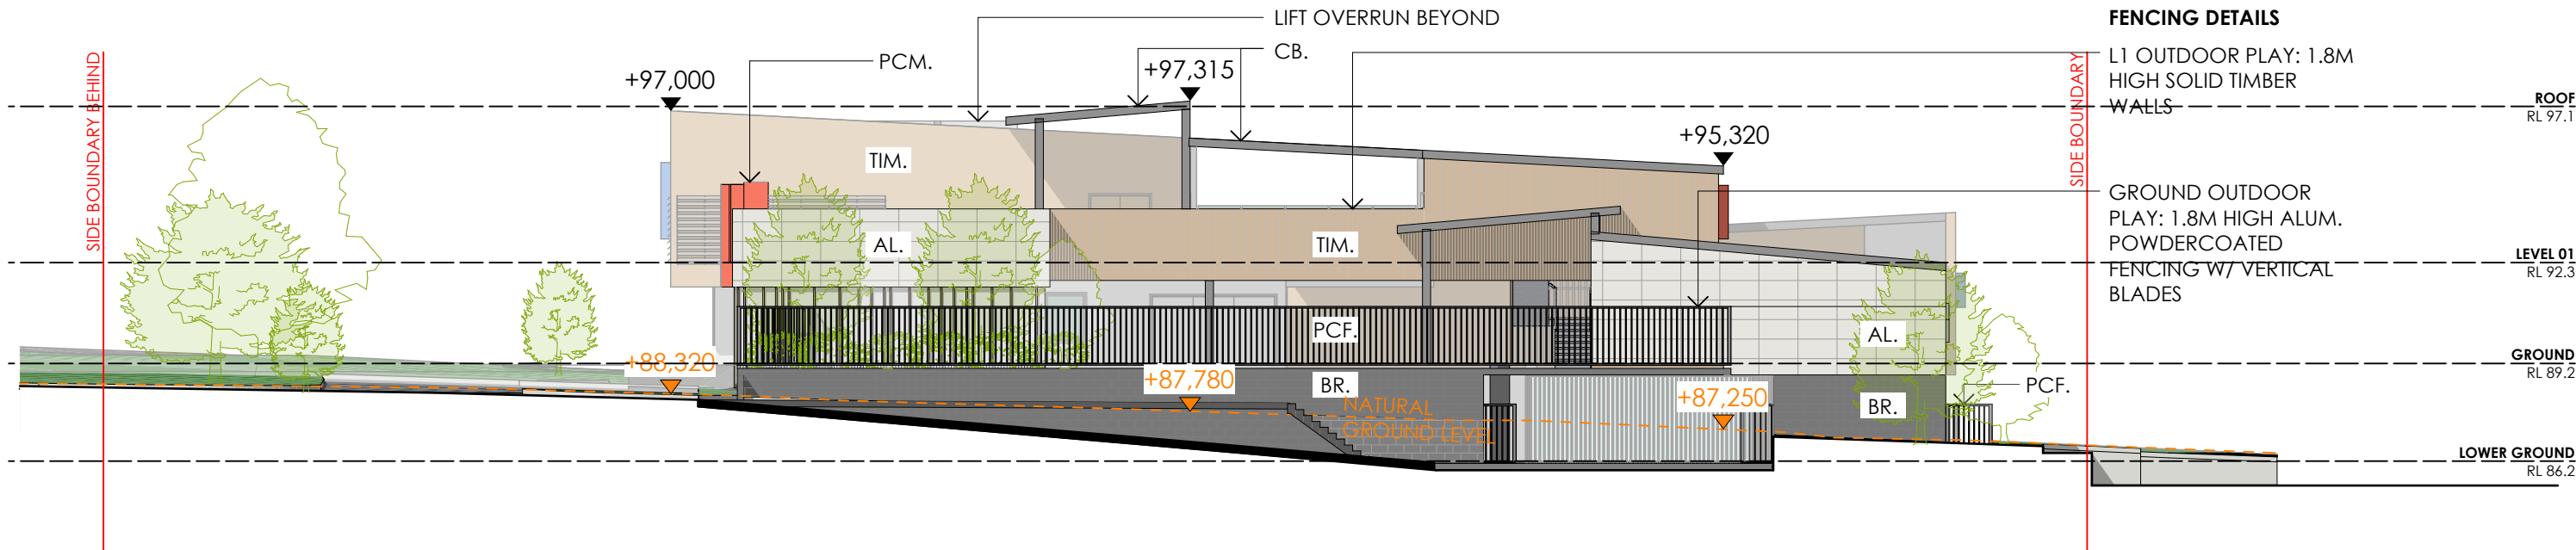 LIFT OVERRUN BEYOND
FENCING DETAILS
CB.
L1 OUTDOOR PLAY: 1.8M
HIGH SOLID TIMBER
WALLS
PCM.
+97,315
+97,000
ROOF
RL 97.1
SIDE BOUNDARY BEHIND
SIDE BOUNDARY
+95,320
TIM.
GROUND OUTDOOR
PLAY: 1.8M HIGH ALUM.
POWDERCOATED
FENCING W/ VERTICAL
BLADES
AL.
TIM.
LEVEL 01
RL 92.3
PCF.
AL.
GROUND
RL 89.2
+88,320
+87,780
BR.
PCF.
+87,250
NATURAL
GROUND LEVEL
BR.
LOWER GROUND
RL 86.2